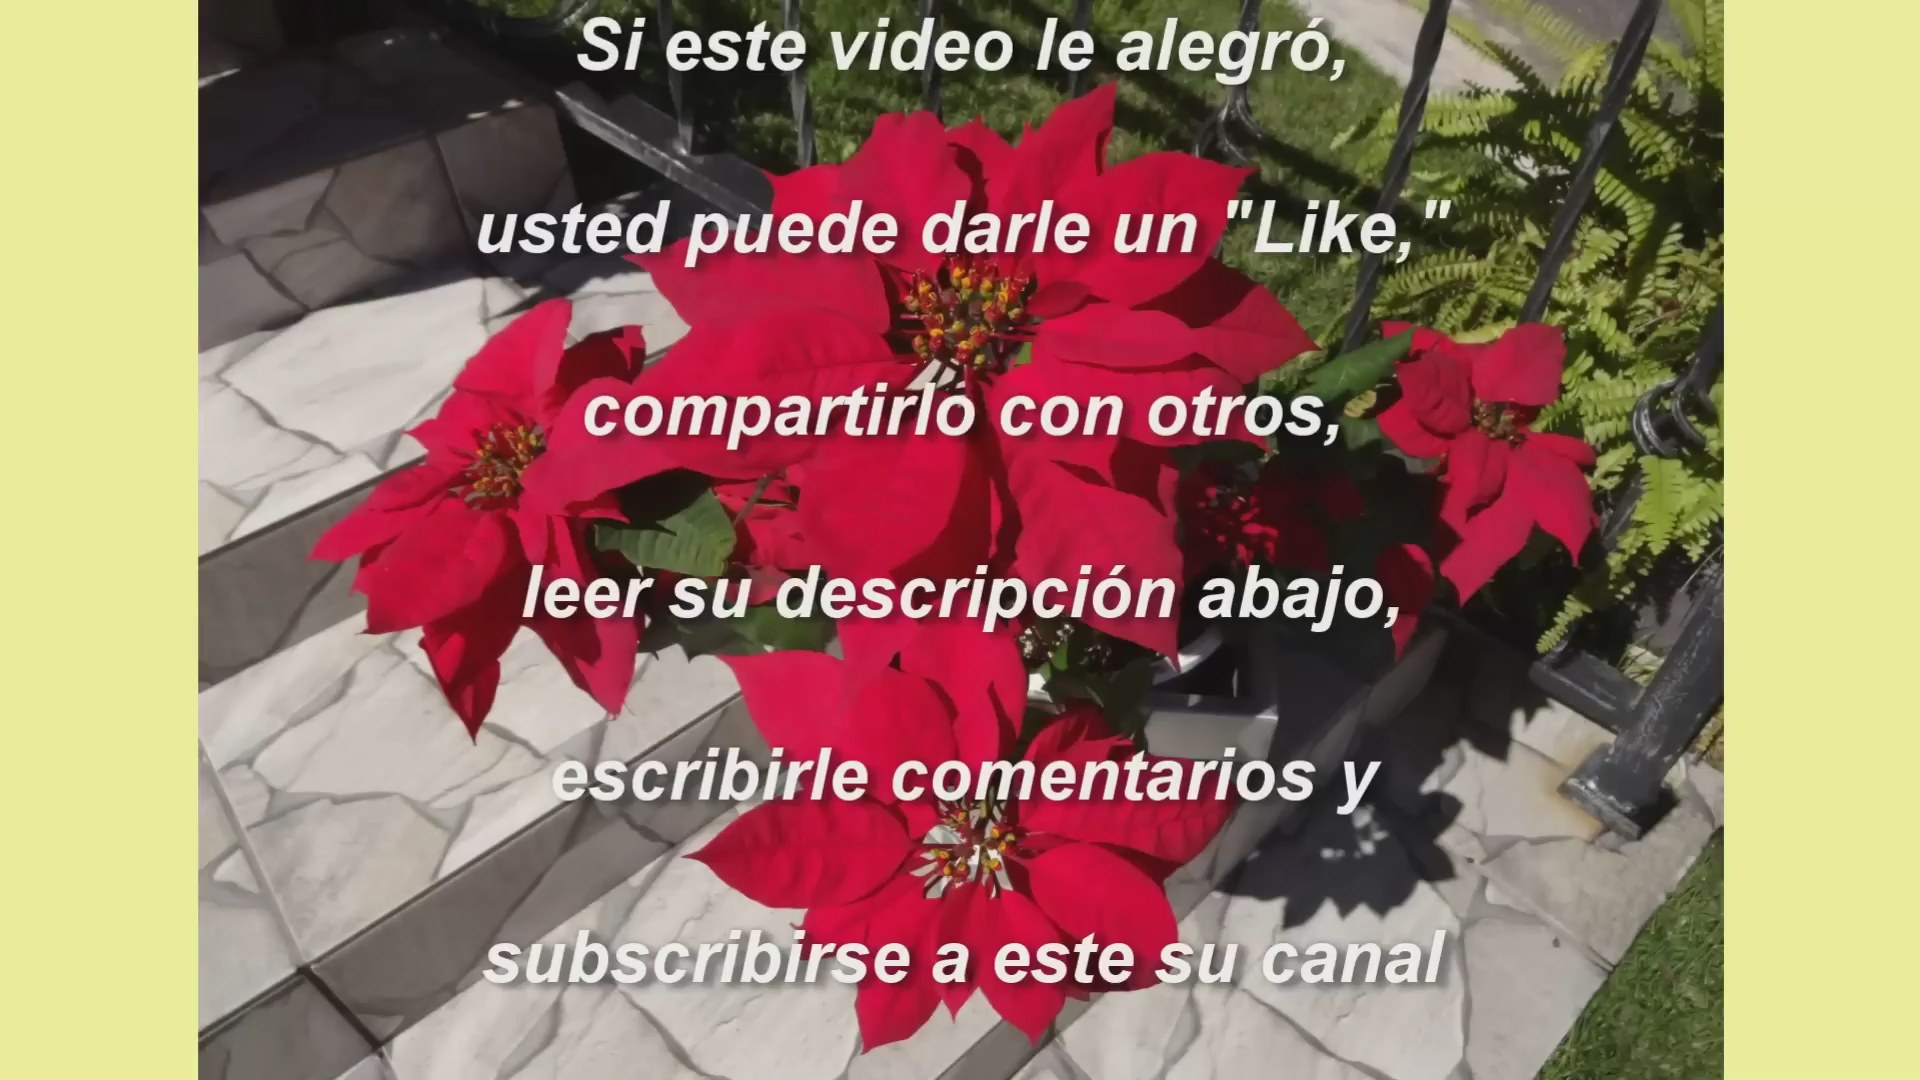 Si este video le alegró,
usted puede darle un "Like,"
compartirlo con otros,
leer su descripción abajo,
escribirle comentarios y
subscribirse a este su canal